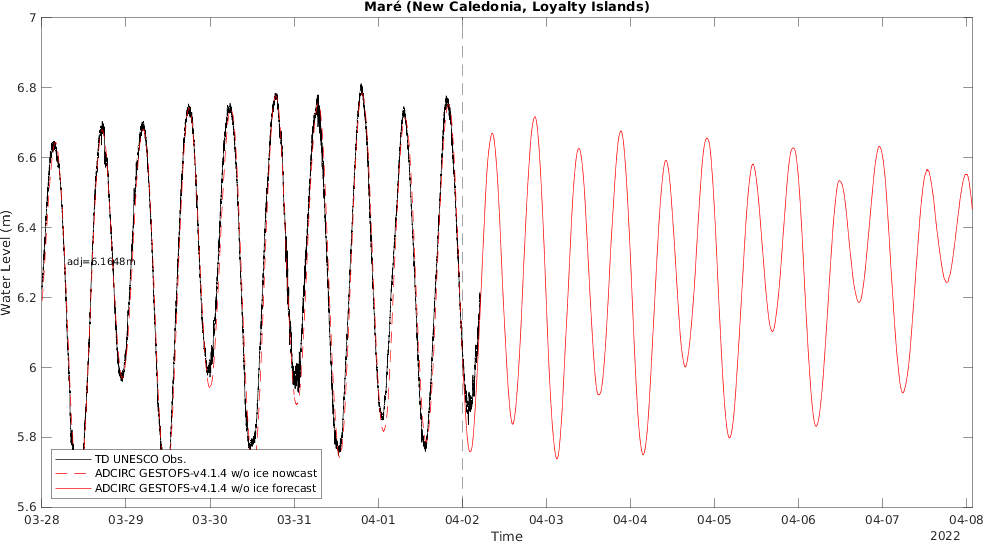 Maré (New Caledonia, Loyalty Islands)
7
6.8
6.6
6.4
6.2
6
5.8
5.6
Water Level (m)
adj=6.1648m
TD UNESCO Obs.
ADCIRC GESTOFS-v4.1.4 w/o ice nowcast
ADCIRC GESTOFS-v4.1.4 w/o ice forecast
03-28 03-29 03-30 03-31 04-01 04-02 04-03 04-04 04-05 04-06 04-07 04-08
Time
2022